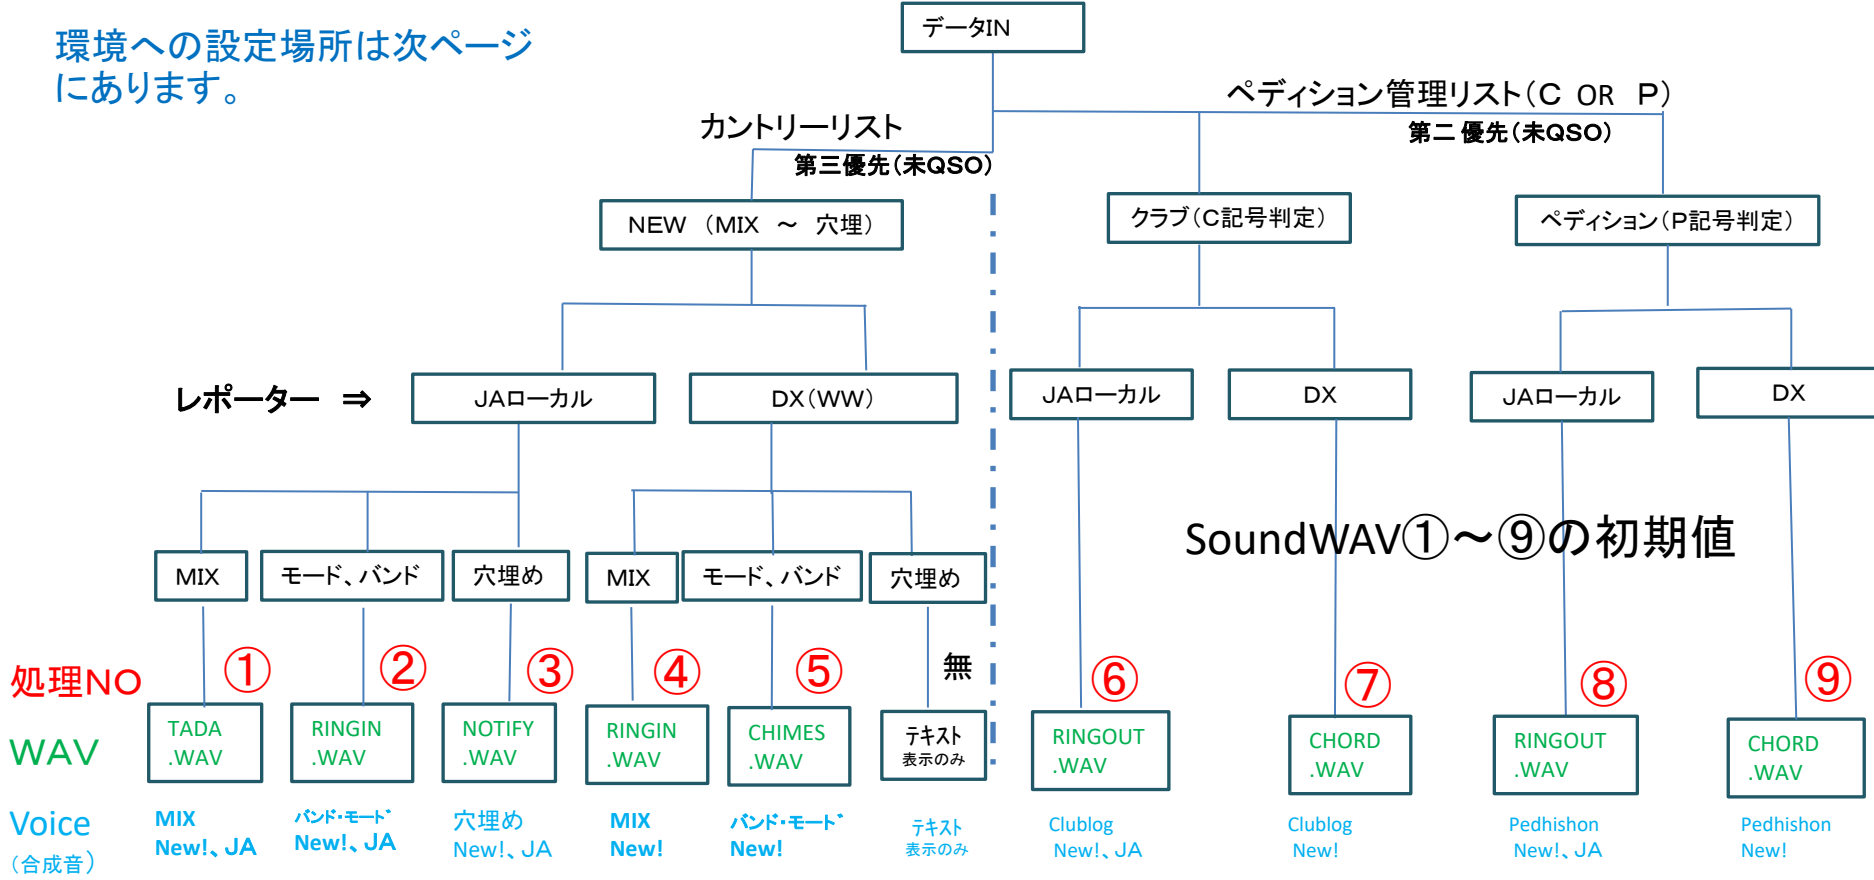 環境への設定場所は次ページ
にあります。
データIN
ペディション管理リスト(C OR P)
第二優先(未QSO)
カントリーリスト
第三優先(未QSO)
NEW (MIX ～ 穴埋)
クラブ(C記号判定)
ペディション(P記号判定)
レポーター ⇒
JAローカル
DX(WW)
JAローカル
DX
JAローカル
DX
SoundWAV①～⑨の初期値
MIX
モード、バンド
穴埋め
MIX
モード、バンド
穴埋め
処理NO
①
②
③
④
⑤
無
⑥
⑦
⑧
⑨
WAV
TADA
.WAV
RINGIN
.WAV
NOTIFY
.WAV
RINGIN
.WAV
CHIMES
.WAV
テキスト
表示のみ
RINGOUT
.WAV
CHORD
.WAV
RINGOUT
.WAV
CHORD
.WAV
Voice
(合成音)
MIX
New!、JA
バンド・モード
New!、JA
穴埋め
New!、JA
MIX
New!
バンド・モード
New!
テキスト
表示のみ
Clublog
New!、JA
Clublog
New!
Pedhishon
New!、JA
Pedhishon
New!